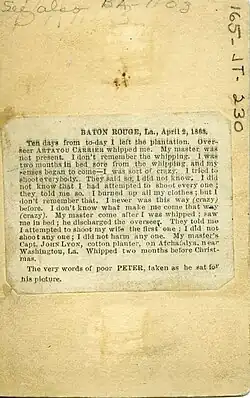 See also BA-1103
165-JT-230
BATON ROUGE, La., April 2, 1863.
Ten days from to-day I left the plantation. Over-
seer ARTAYOU CARRIER whipped me. My master was
not present. I don't remember the whipping. I was
two months in bed sore from the whipping and my
senses began to come—I was sort of crazy. I tried to
shoot everybody. They said so, I did not know. I did
not know that I had attempted to shoot every one;
they told me so. I burned up all my clothes; but I
don't remember that. I never was this way (crazy)
before. I don't know what make me come that way
(crazy). My master come after I was whipped; saw
me in bed; he discharged the overseer. They told me
I attempted to shoot my wife the first one; I did not
shoot any one; I did not harm any one. My master's
Capt. JOHN LYON, cotton planter, on Atchafalya, near
Washington, La. Whipped two months before Christ-
mas.
The very words of poor PETER, taken as he sat for
his picture.